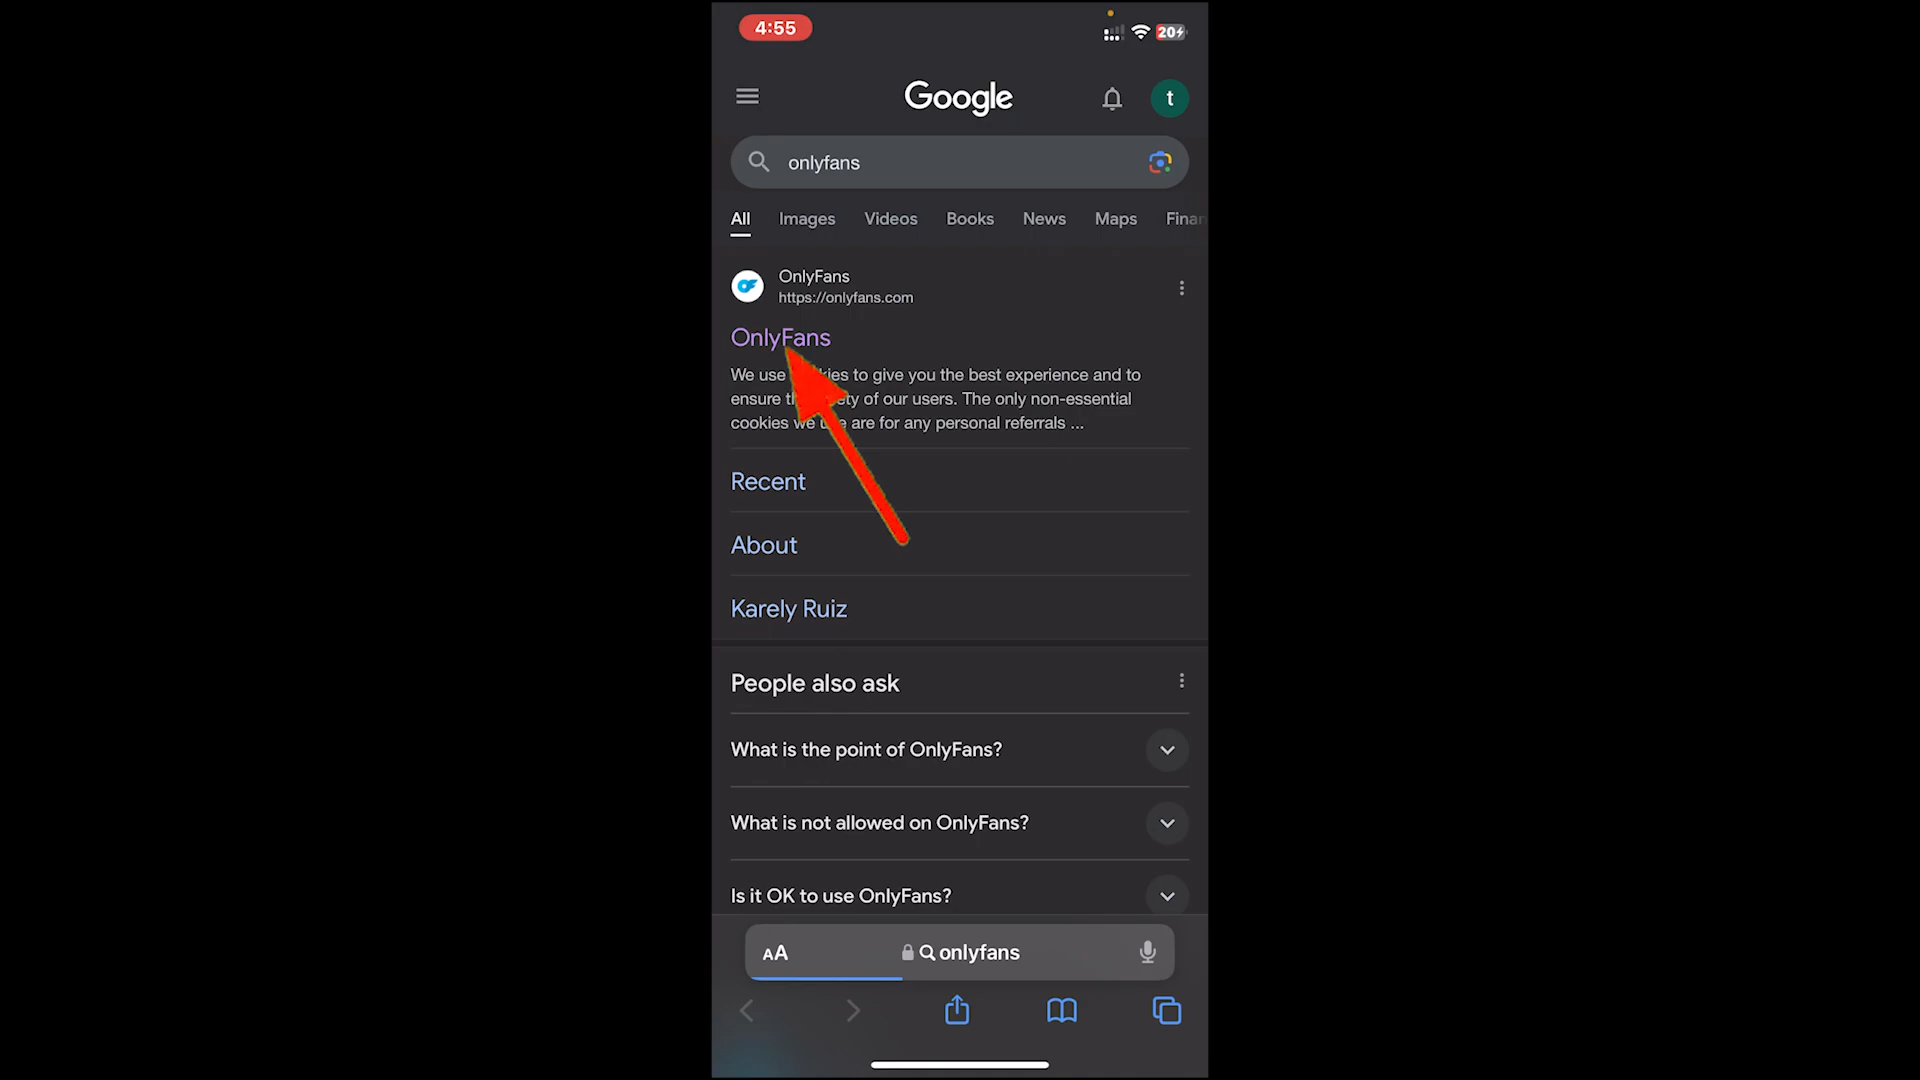 4:55
20
Google
t
onlyfans
All Images Videos Books News Maps Finan
OnlyFans
https://onlyfans.com
OnlyFans
We use to give you the best experience and to
ensure of our users. The only non-essential
cookies we use are for any personal referrals ...
Recent
About
Karely Ruiz
People also ask
What is the point of OnlyFans?
What is not allowed on OnlyFans?
Is it OK to use OnlyFans?
AA onlyfans